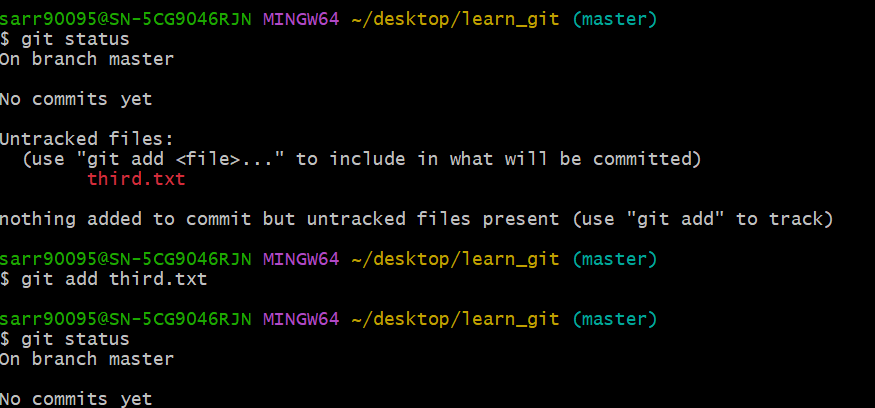 sarr90095@SN-5CG9046RJN MINGW64 ~/desktop/learn_git (master)
$ git status
On branch master
No commits yet
Untracked files:
(use "git add <file>..." to include in what will be committed)
third.txt
nothing added to commit but untracked files present (use "git add" to track)
sarr90095@SN-5CG9046RJN MINGW64 ~/desktop/learn_git (master)
$ git add third.txt
sarr90095@SN-5CG9046RJN MINGW64 ~/desktop/learn_git (master)
$ git status
On branch master
No commits yet